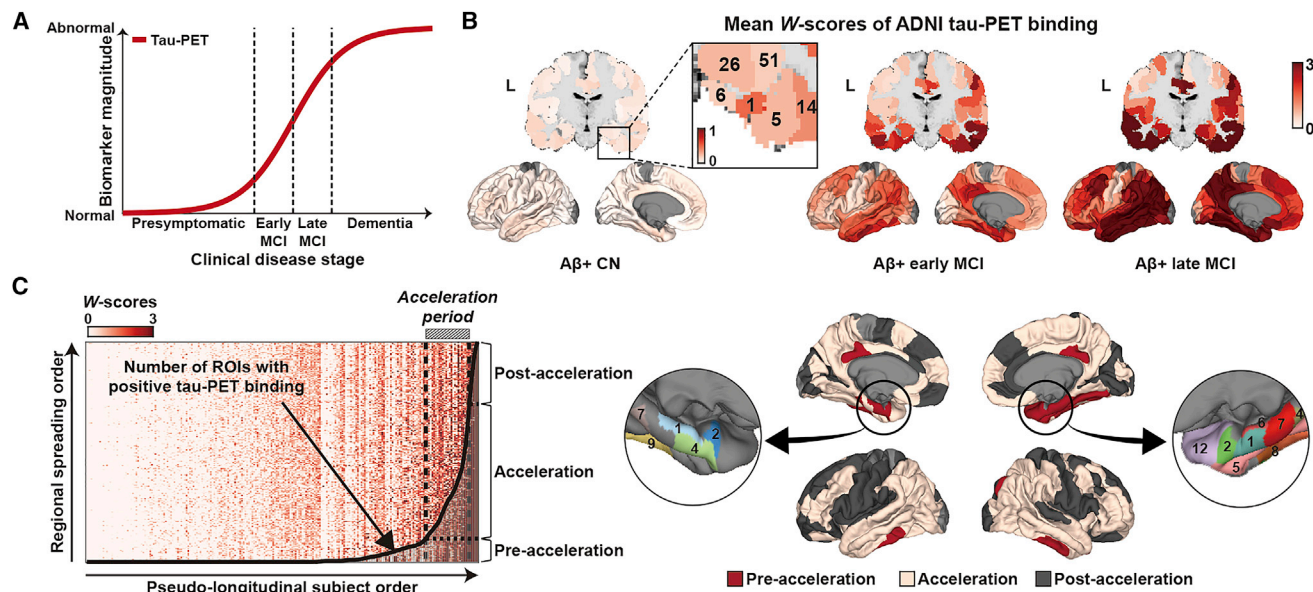 A
Abnormal
Tau-PET
Biomarker magnitude
Normal
Presymptomatic
Early
MCI
Late
MCI
Dementia
Clinical disease stage
B
Mean W-scores of ADNI tau-PET binding
L
26
51
6
1
5
14
1
0
L
3
0
Aβ+ CN
Aβ+ early MCI
Aβ+ late MCI
C
W-scores
0
3
Acceleration
period
Regional spreading order
Number of ROIs with
positive tau-PET binding
Post-acceleration
Acceleration
Pre-acceleration
Pseudo-longitudinal subject order
7
1
2
4
9
12
2
1
6
7
4
5
8
Pre-acceleration
Acceleration
Post-acceleration